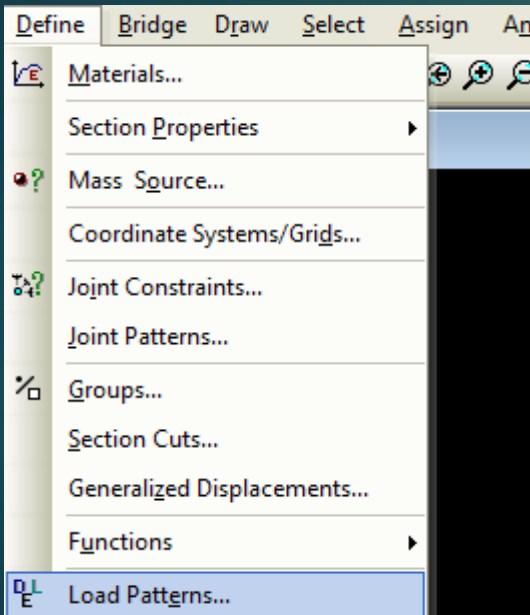 Define Bridge Draw Select Assign An
Materials...
Section Properties
Mass Source...
Coordinate Systems/Grids...
Joint Constraints...
Joint Patterns...
Groups...
Section Cuts...
Generalized Displacements...
Functions
Load Patterns...